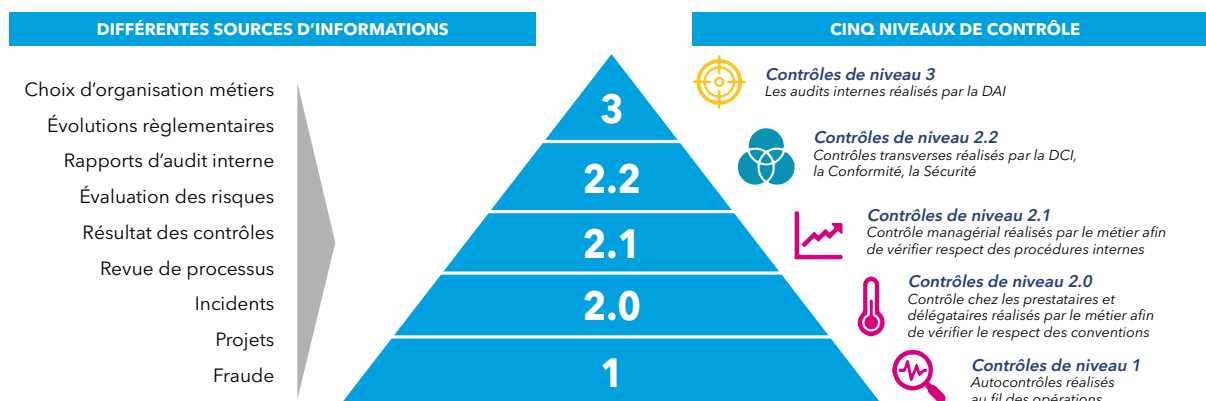 DIFFÉRENTES SOURCES D'INFORMATIONS
Choix d'organisation métiers
Évolutions règlementaires
Rapports d'audit interne
Évaluation des risques
Résultat des contrôles
Revue de processus
Incidents
Projets
Fraude
3
2.2
2.1
2.0
1
CINQ NIVEAUX DE CONTRÔLE
Contrôles de niveau 3
Les audits internes réalisés par la DAI
Contrôles de niveau 2.2
Contrôles transverses réalisés par la DCI,
la Conformité, la Sécurité
Contrôles de niveau 2.1
Contrôle managérial réalisés par le métier afin
de vérifier respect des procédures internes
Contrôles de niveau 2.0
Contrôle chez les prestataires et
délégataires réalisés par le métier afin
de vérifier le respect des conventions
Contrôles de niveau 1
Autocontrôles réalisés
au fil des opérations